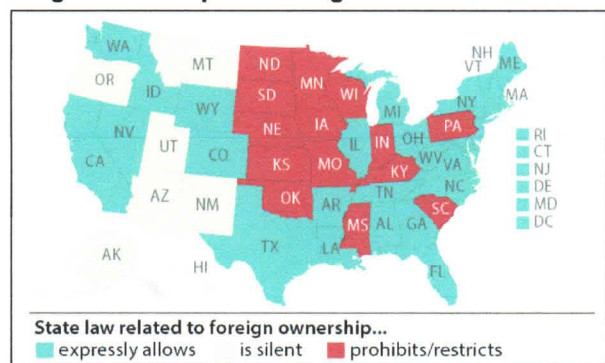 WA
MT
ND
MN
NH
VT
ME
OR
ID
SD
WI
MI
NY
MA
WY
NE
IA
PA
NV
UT
CO
IL
IN
OH
RI
CA
KS
MO
KY
WV
VA
CT
AZ
NM
OK
AR
TN
NC
NJ
SC
DE
MS
AL
GA
MD
TX
LA
DC
AK
HI
FL
State law related to foreign ownership...
expressly allows is silent prohibits/restricts